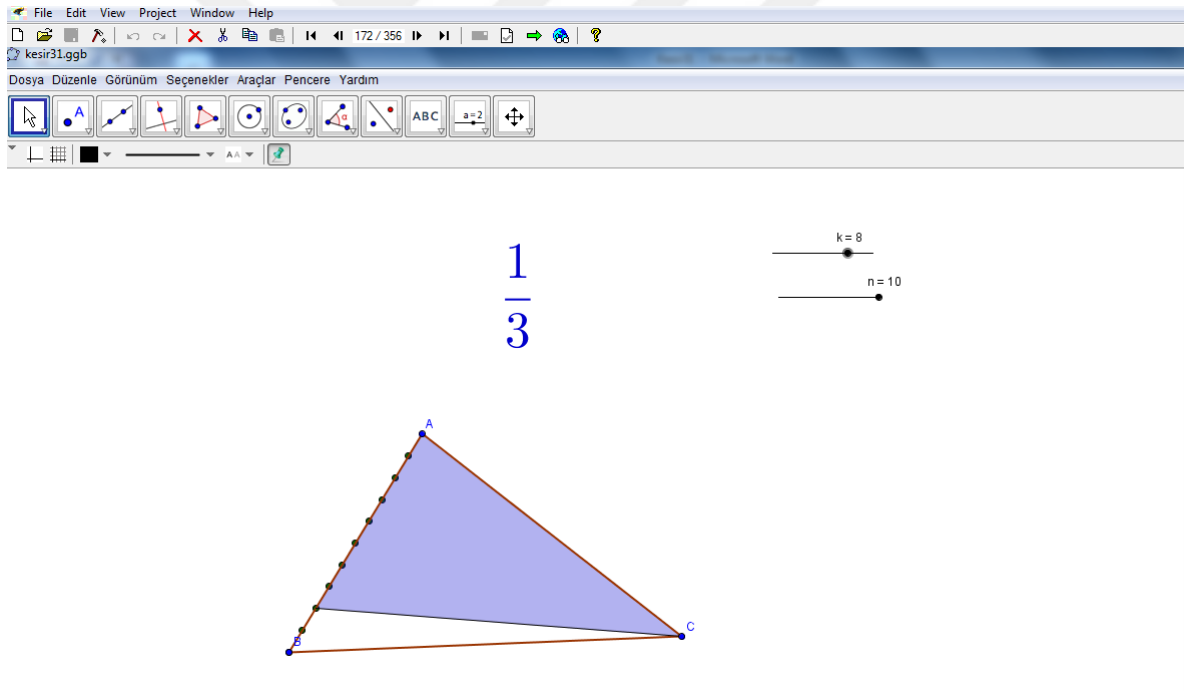 File Edit View Project Window Help
172 / 356
kesir31.ggb
Dosya Düzenle Görünüm Seçenekler Araçlar Pencere Yardım
A α ABC a=2
AA
k = 8
n = 10
1
3
A
B
C